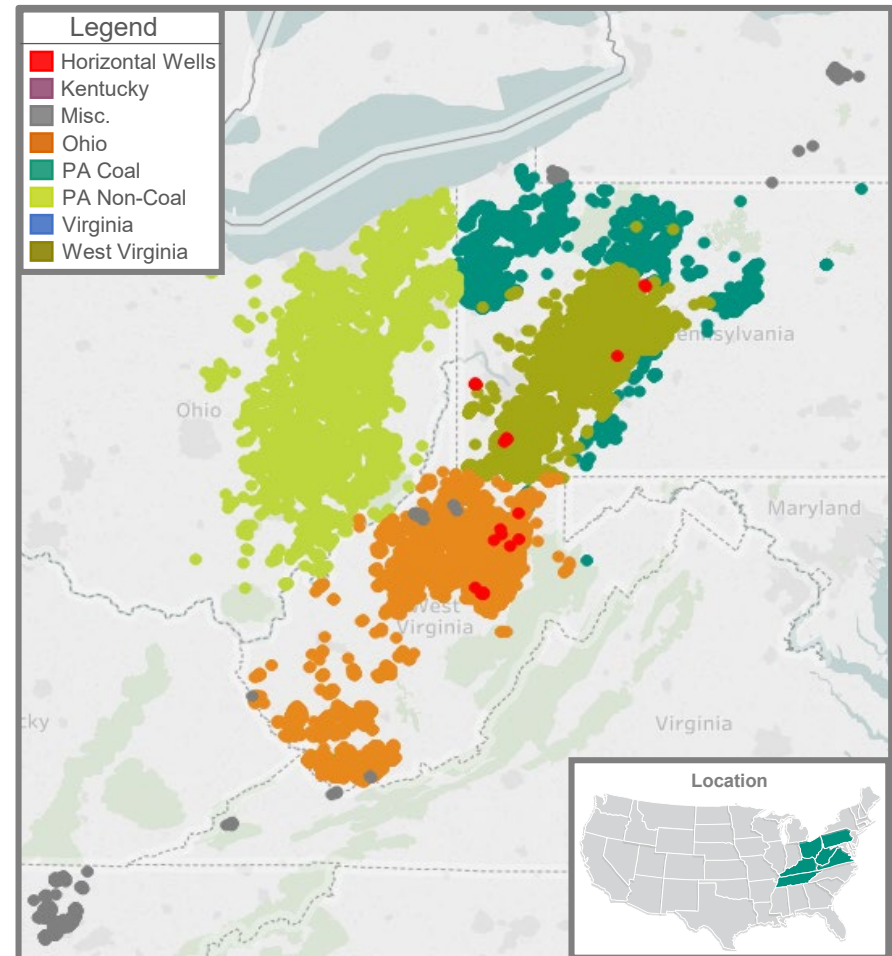 Legend
Horizontal Wells
Kentucky
Misc.
Ohio
PA Coal
PA Non-Coal
Virginia
West Virginia
ennsylvania
Ohio
Maryland
West
Virginia
cky
Virginia
Location